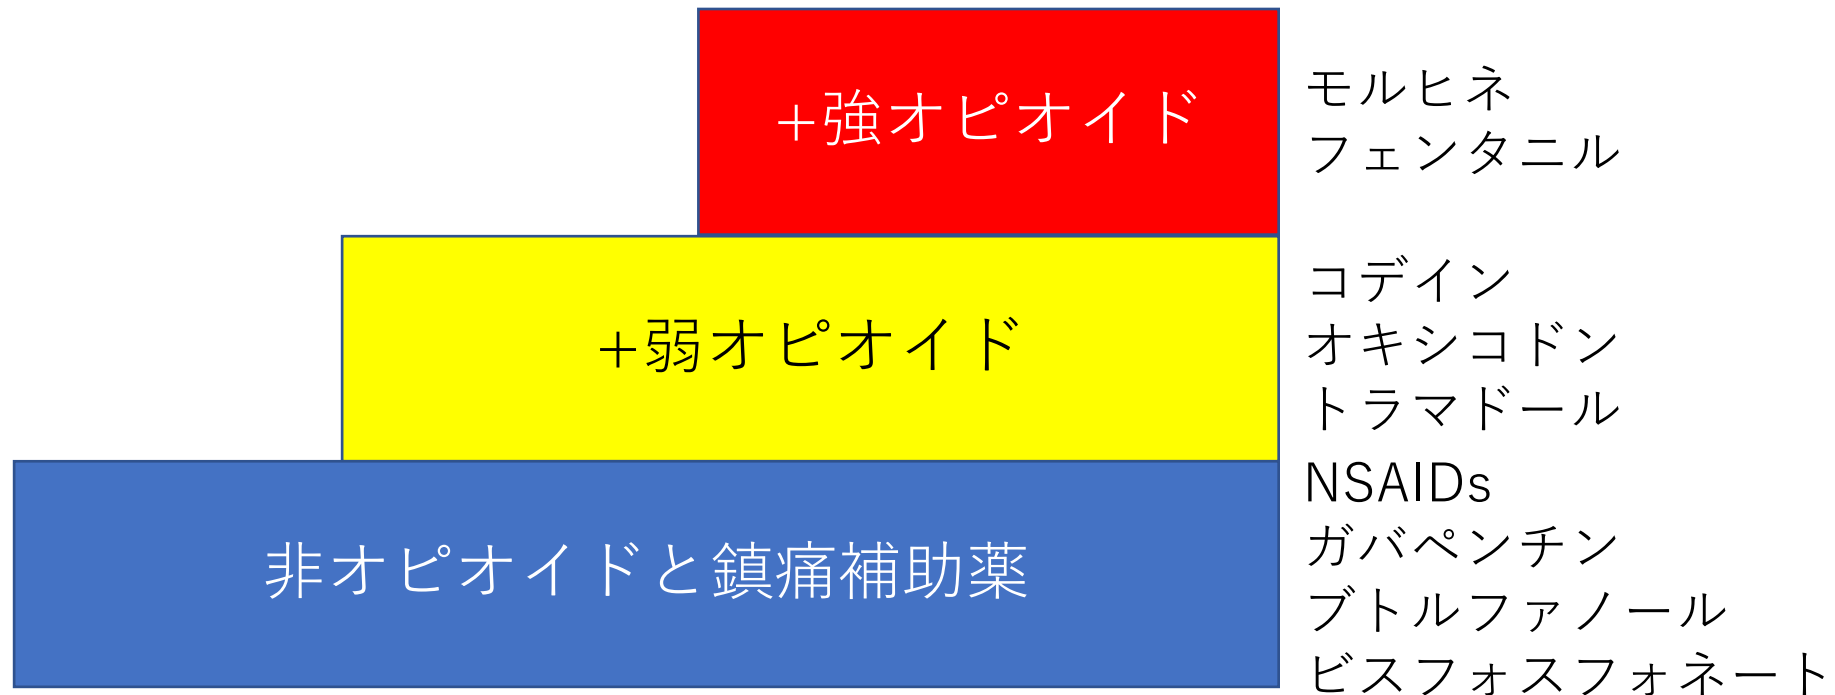 +強オピオイド
モルヒネ
フェンタニル
+弱オピオイド
コデイン
オキシコドン
トラマドール
非オピオイドと鎮痛補助薬
NSAIDs
ガバペンチン
ブトルファノール
ビスフォスフォネート